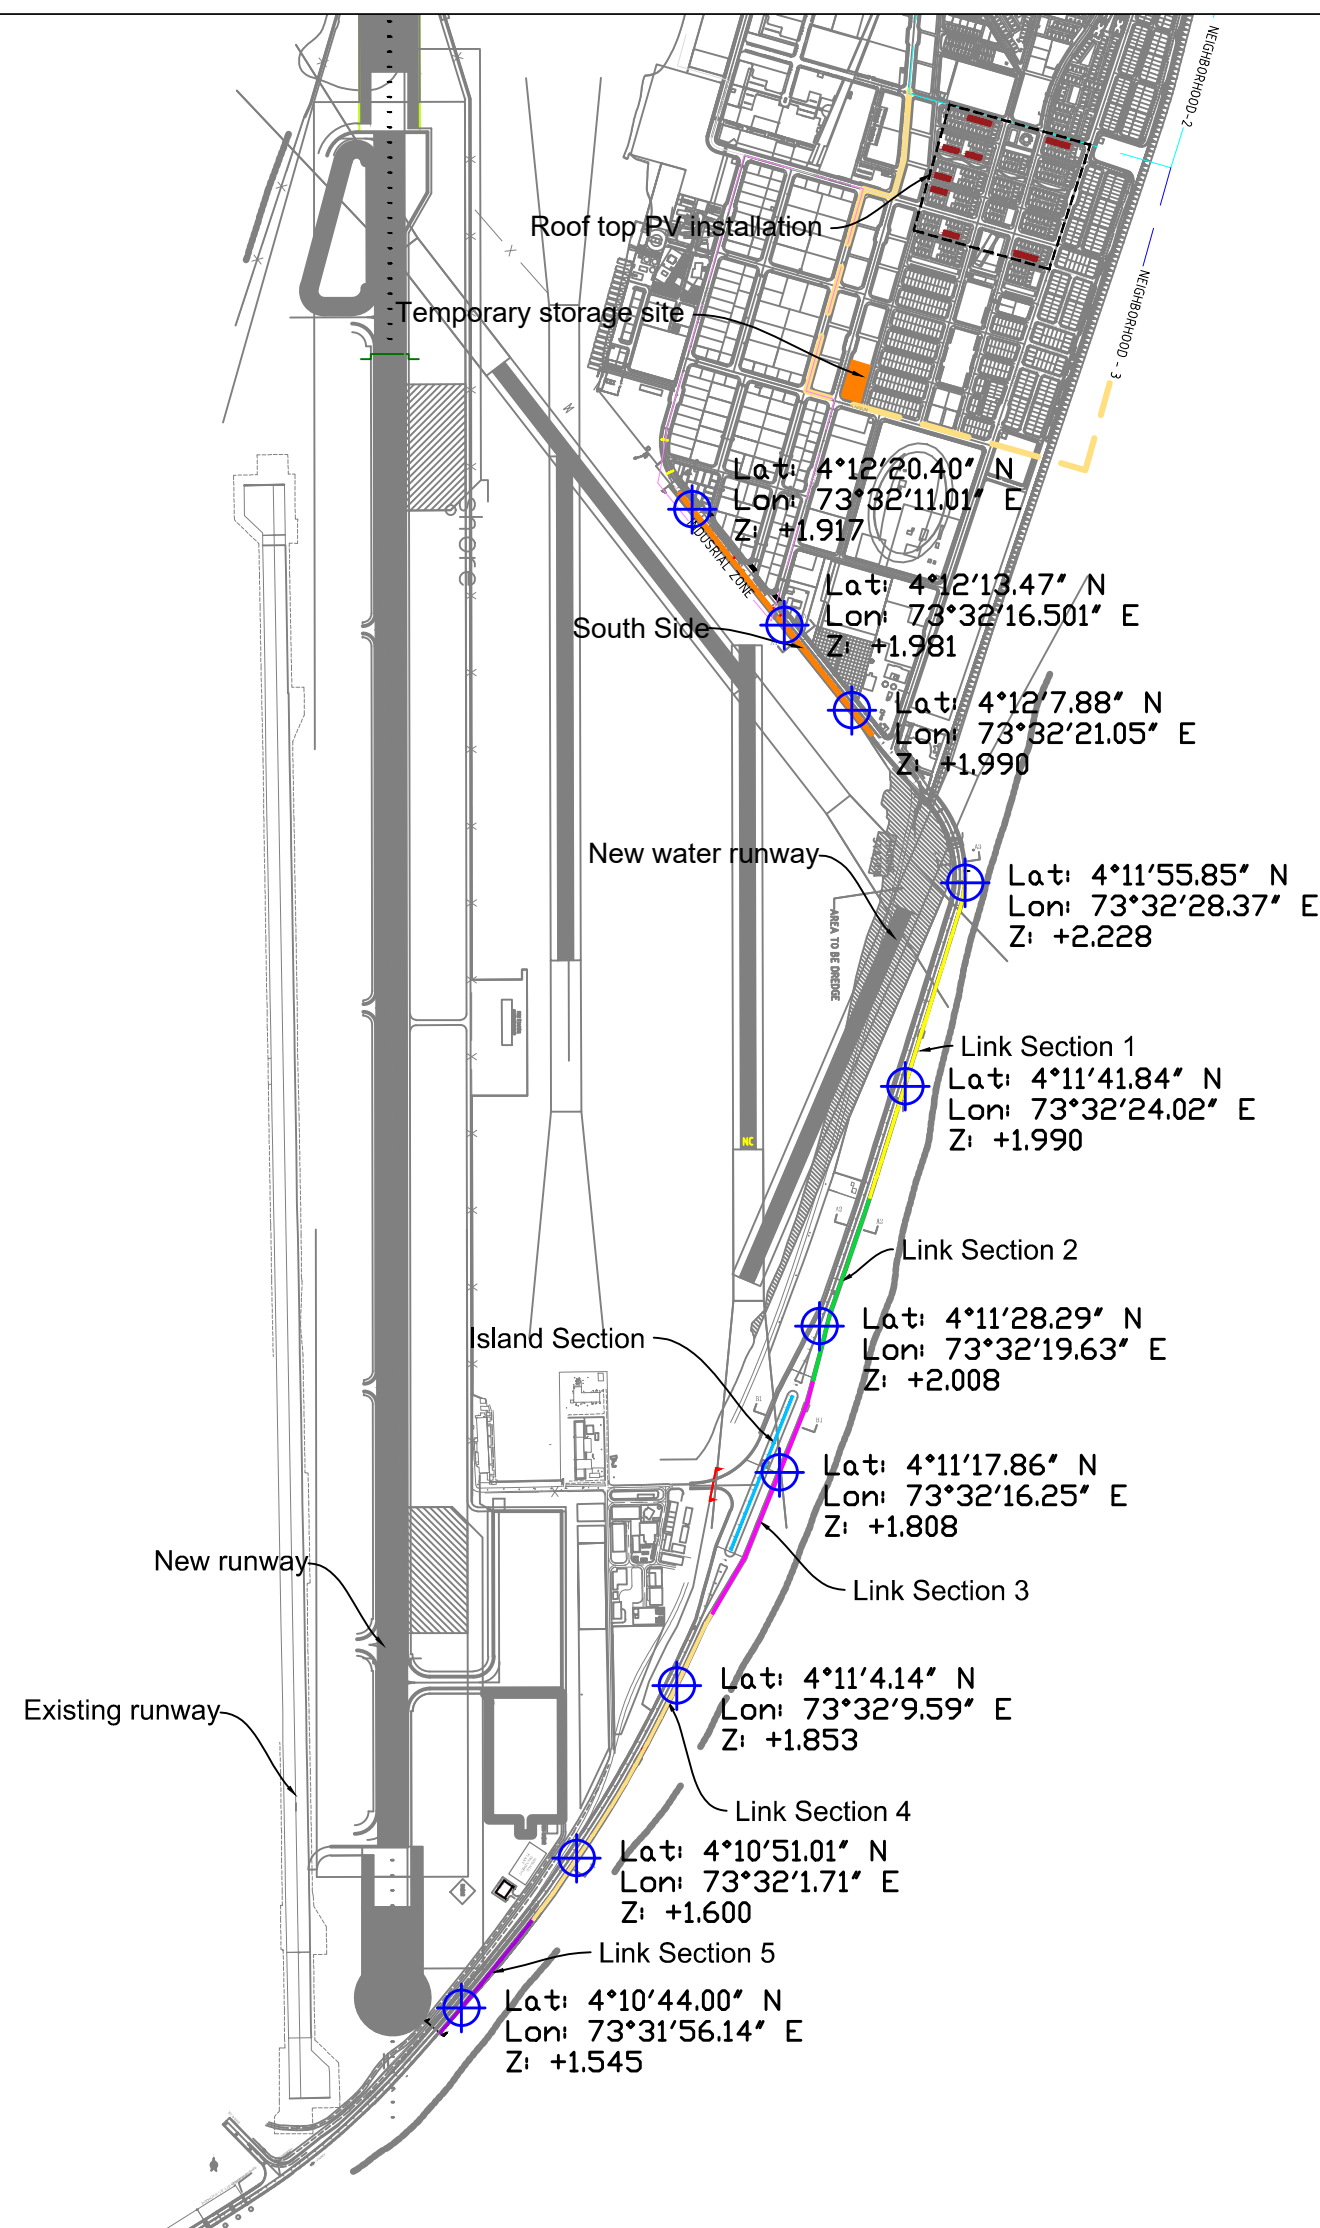 NEIGHBORHOOD-2
Roof top PV installation
NEIGHBORHOOD - 3
Temporary storage site
Lat: 4°12'20.40" N
Lon: 73°32'11.01" E
Z: +1.917
INDUSRIAL ZONE
shore
Lat: 4°12'13.47" N
Lon: 73°32'16.501" E
Z: +1.981
South Side
Lat: 4°12'7.88" N
Lon: 73°32'21.05" E
Z: +1.990
New water runway
Lat: 4°11'55.85" N
Lon: 73°32'28.37" E
Z: +2.228
AREA TO BE DREDGE
Link Section 1
Lat: 4°11'41.84" N
Lon: 73°32'24.02" E
Z: +1.990
NC
Link Section 2
Lat: 4°11'28.29" N
Lon: 73°32'19.63" E
Z: +2.008
Island Section
Lat: 4°11'17.86" N
Lon: 73°32'16.25" E
Z: +1.808
New runway
Link Section 3
Lat: 4°11'4.14" N
Lon: 73°32'9.59" E
Z: +1.853
Existing runway
Link Section 4
Lat: 4°10'51.01" N
Lon: 73°32'1.71" E
Z: +1.600
Link Section 5
Lat: 4°10'44.00" N
Lon: 73°31'56.14" E
Z: +1.545